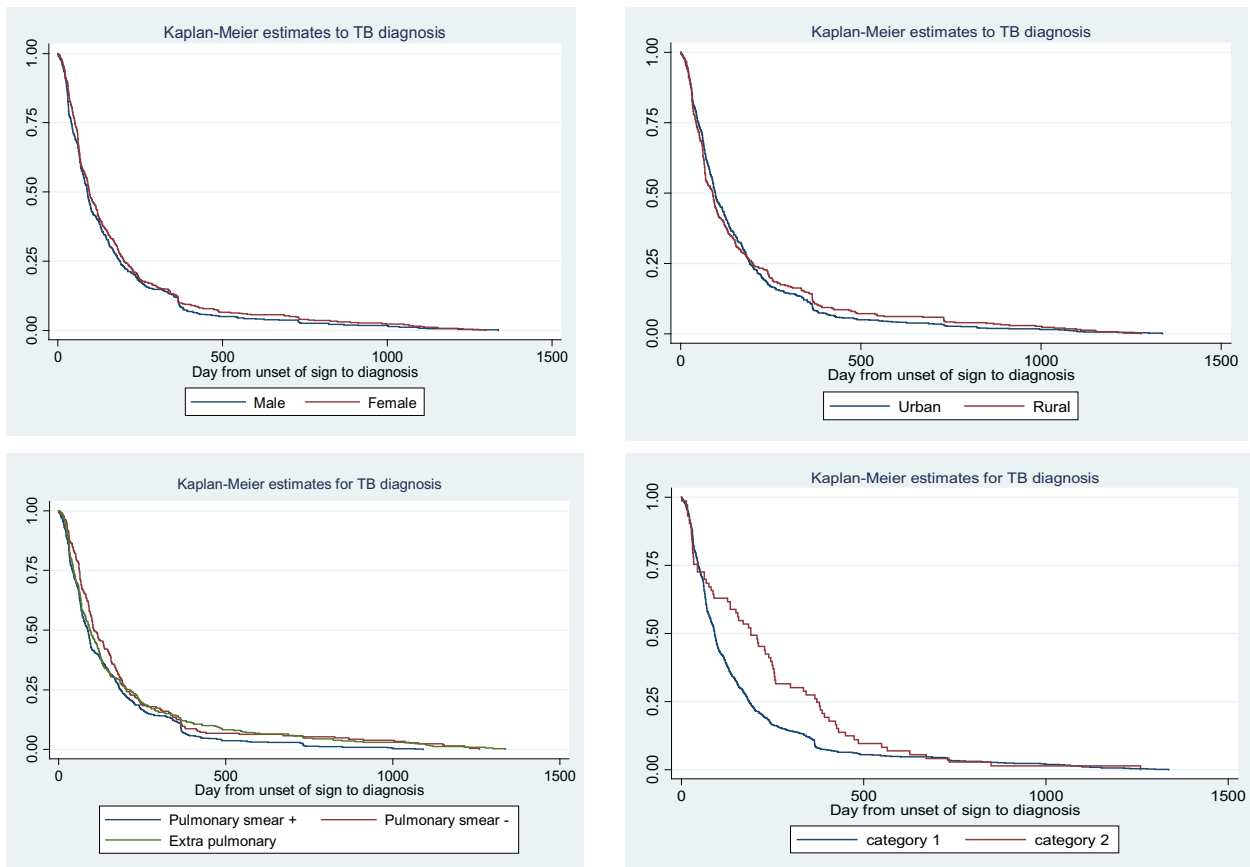 Kaplan-Meier estimates to TB diagnosis
1.00
0.75
0.50
0.25
0.00
0 500 1000 1500
Day from unset of sign to diagnosis
Male Female
Kaplan-Meier estimates to TB diagnosis
1.00
0.75
0.50
0.25
0.00
0 500 1000 1500
Day from unset of sign to diagnosis
Urban Rural
Kaplan-Meier estimates for TB diagnosis
1.00
0.75
0.50
0.25
0.00
0 500 1000 1500
Day from unset of sign to diagnosis
Pulmonary smear + Pulmonary smear -
Extra pulmonary
Kaplan-Meier estimates for TB diagnosis
1.00
0.75
0.50
0.25
0.00
0 500 1000 1500
Day from unset of sign to diagnosis
category 1 category 2